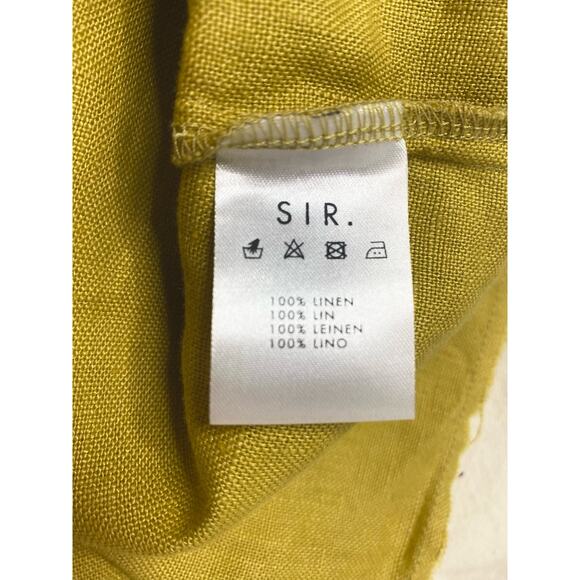 SIR.
100% LINEN
100% LIN
100% LEINEN
100% LINO